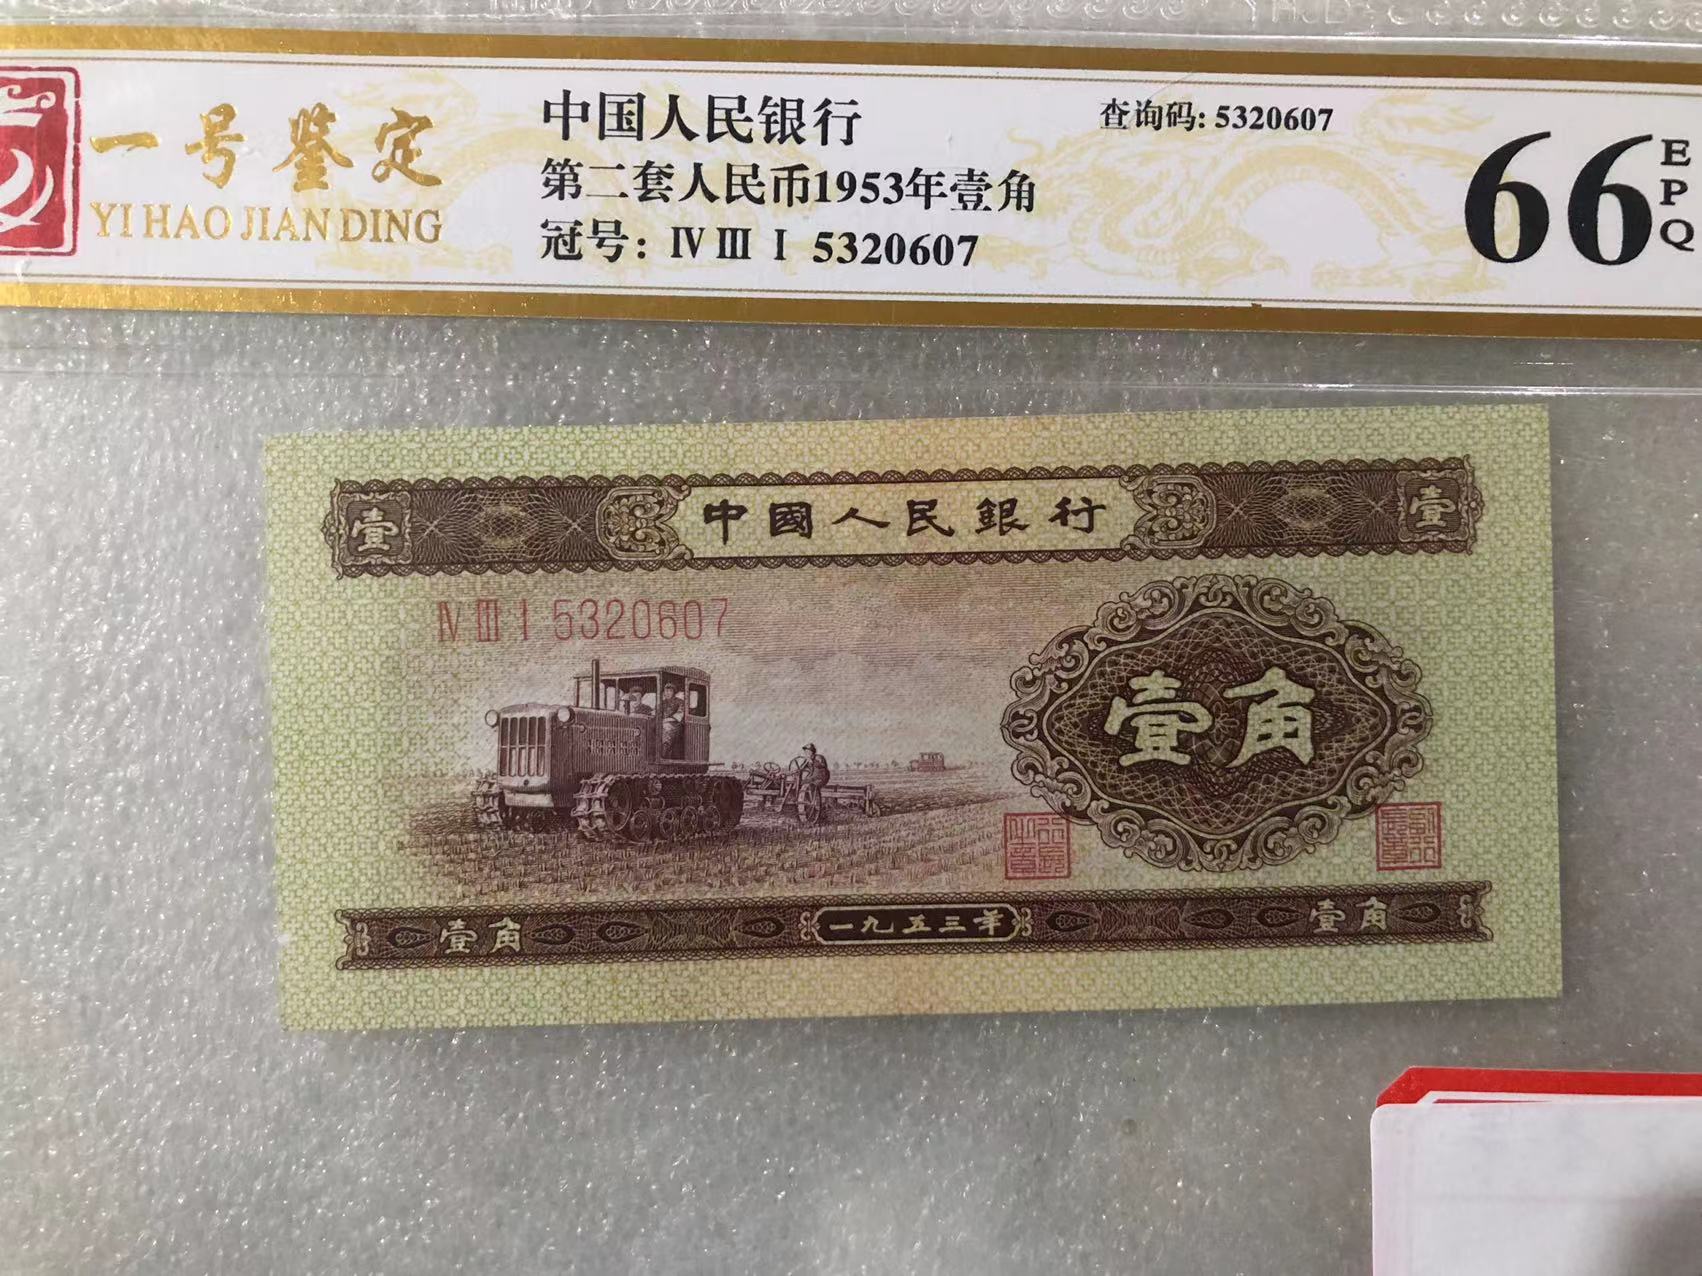 一号鉴定
YI HAO JIAN DING
中国人民银行
第二套人民币1953年壹角
冠号: Ⅳ Ⅲ Ⅰ 5320607
查询码: 5320607
66
EPQ
壹
中國人民銀行
壹
Ⅳ Ⅲ Ⅰ 5320607
壹角
壹角
一九五三年
壹角